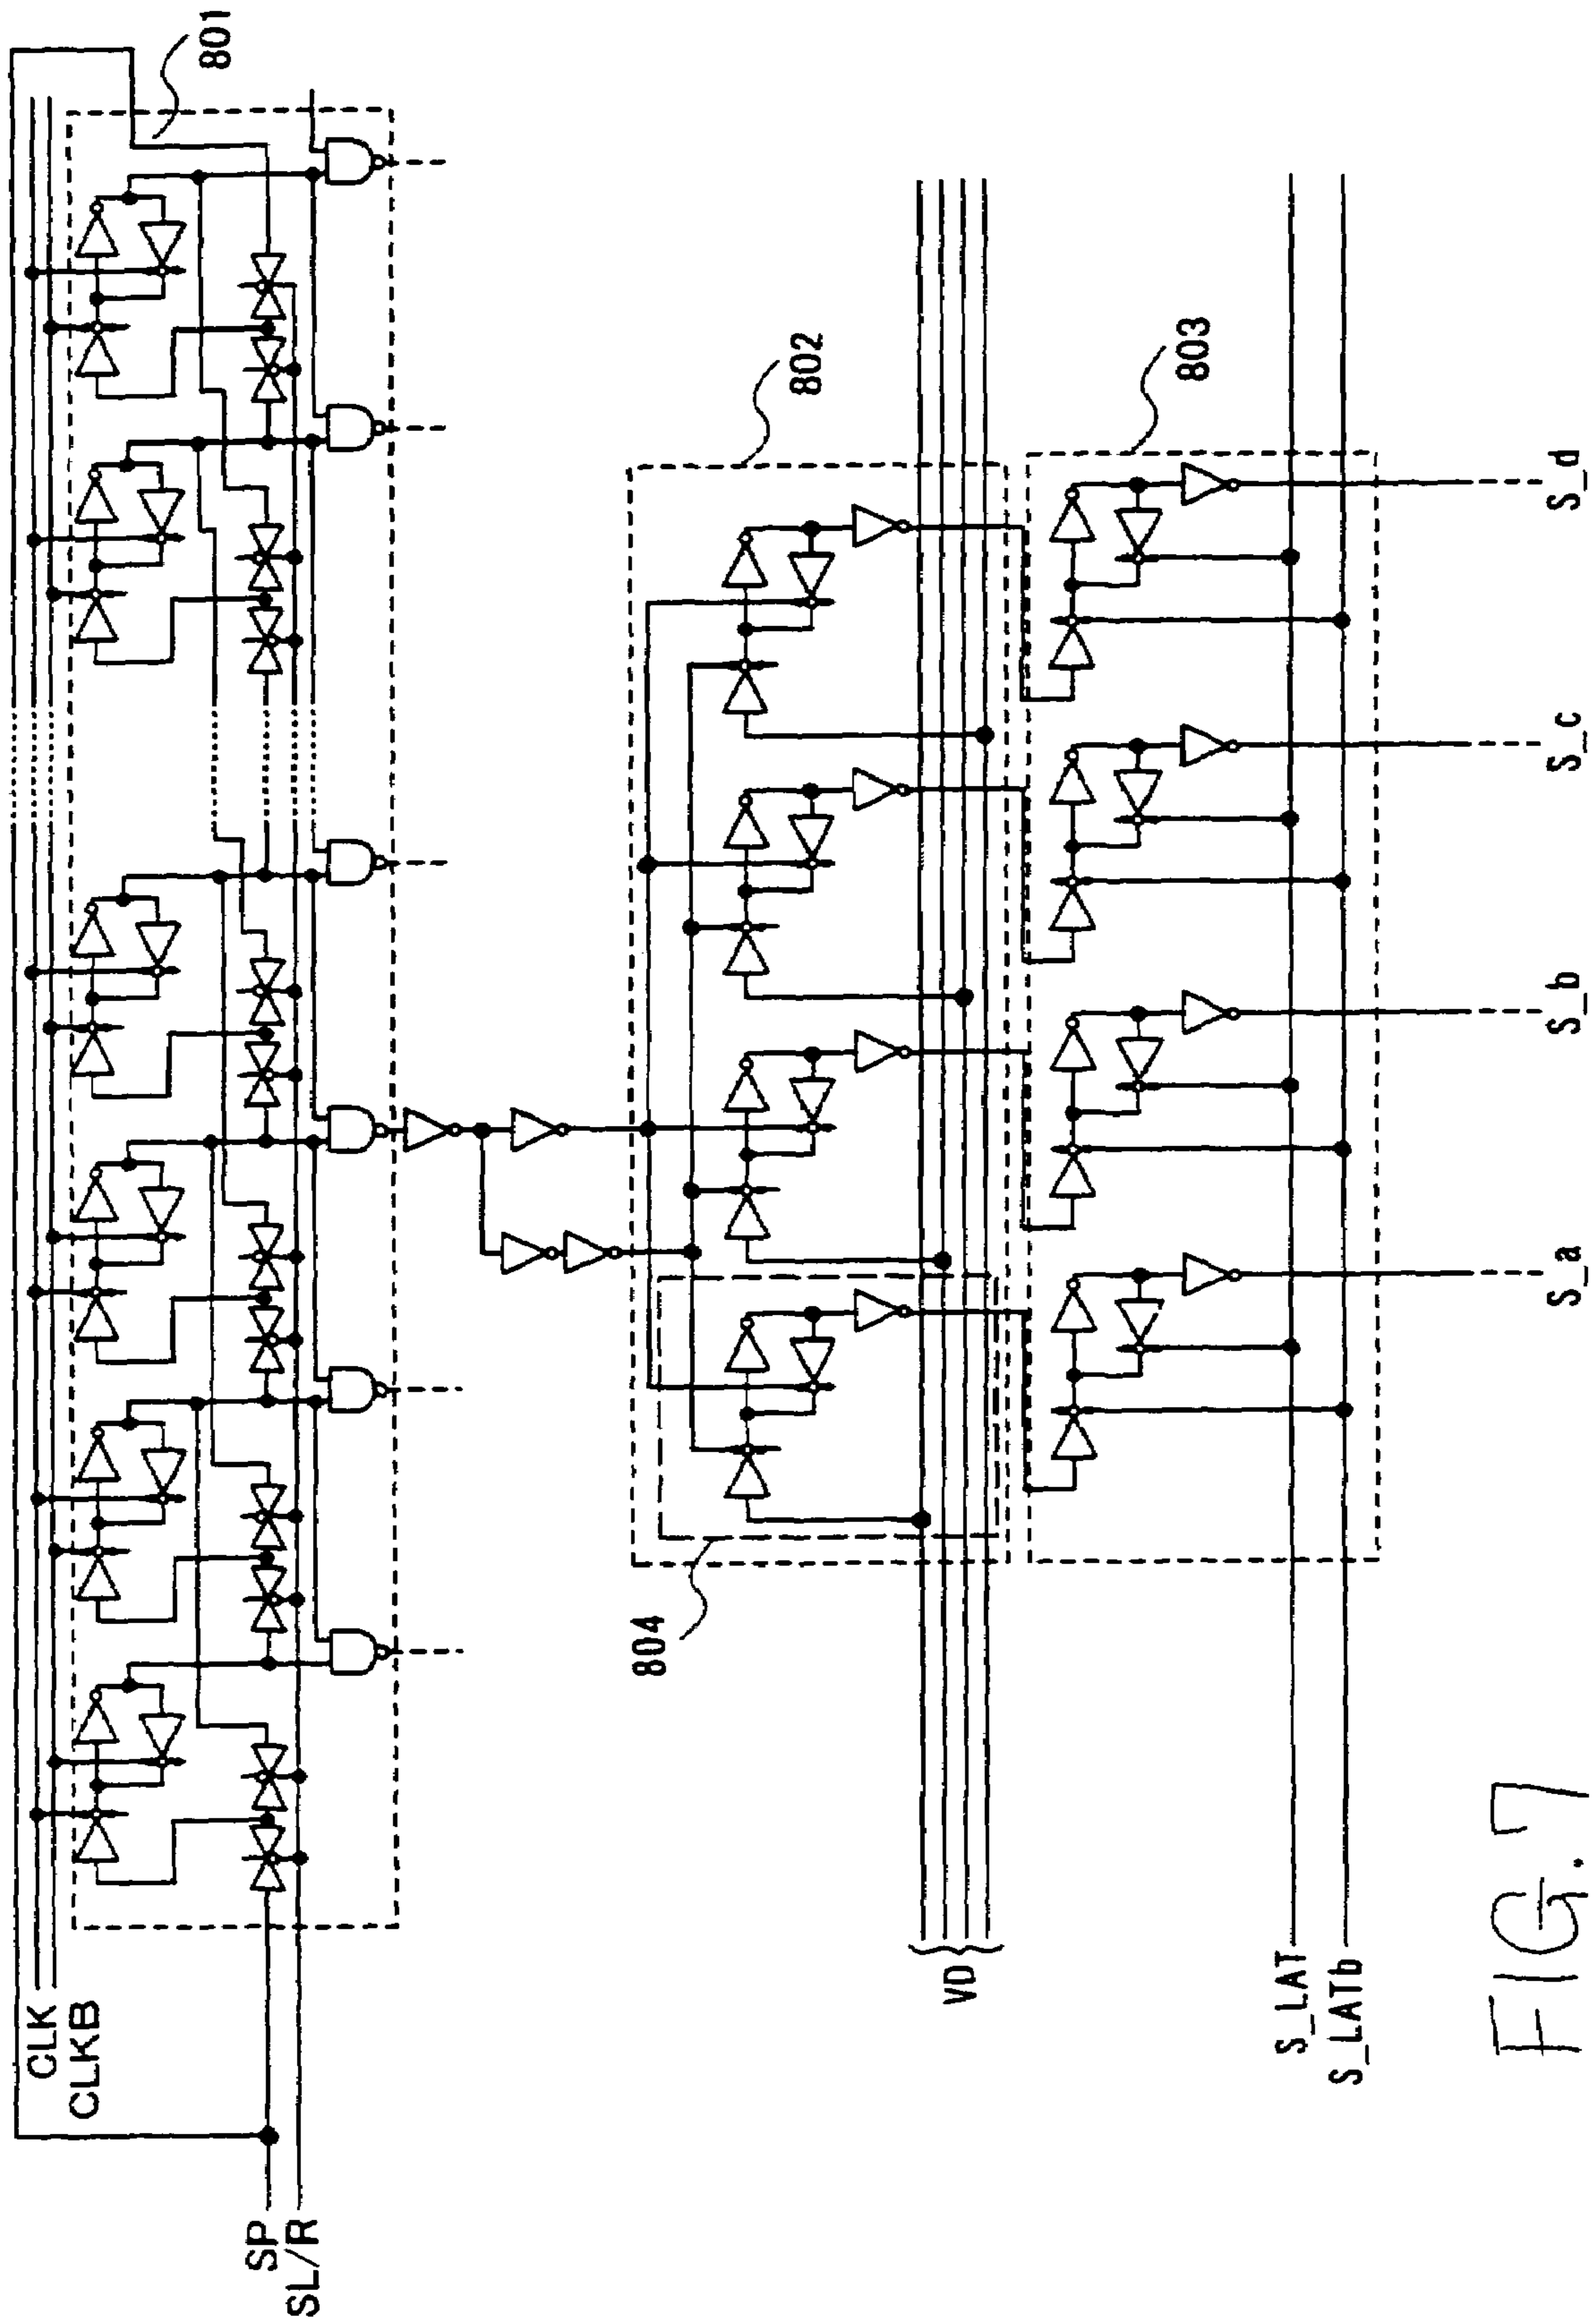 CLK
CLKB
SP
SL/R
801
802
804
VD
803
S_LAT
S_LATb
S_a
S_b
S_c
S_d
FIG. 7